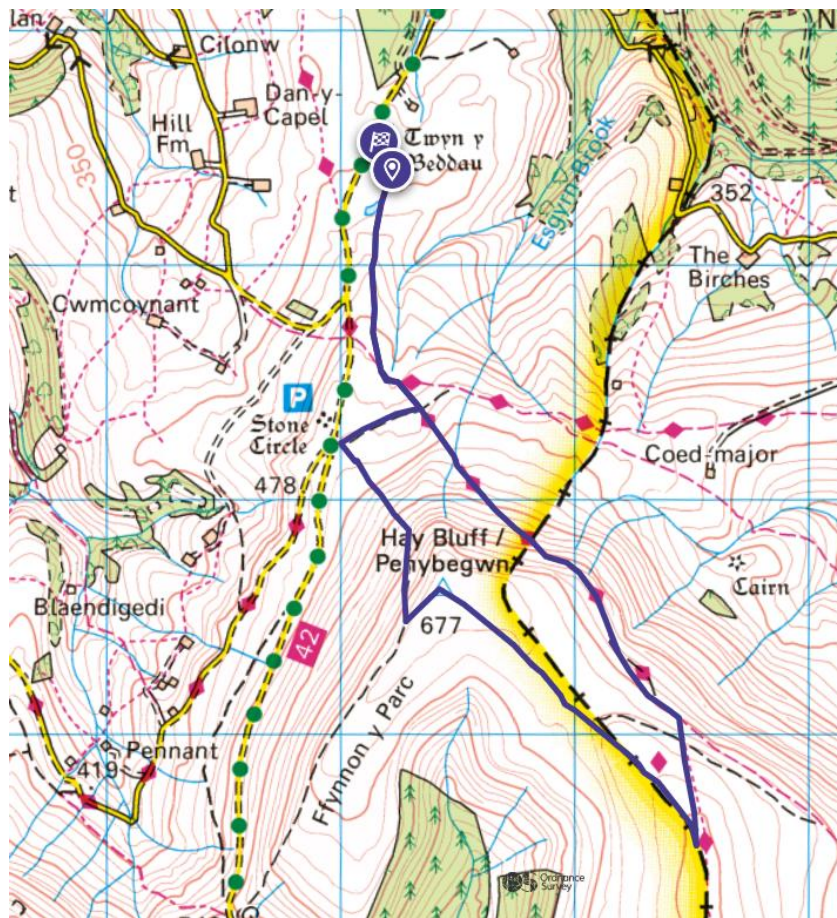 lan
Cilonw
N
Dan-y-
Capel
Hill
Fm
350
Twyn y
Beddau
Esgyrn Brook
t
352
The
Birches
Cwmcoynant
P
Stone
Circle
478
Coed-major
Hay Bluff /
Penybegwn
Cairn
Blaendigedi
677
42
Ffynnon y Parc
Pennant
419
T
Ordnance
Survey